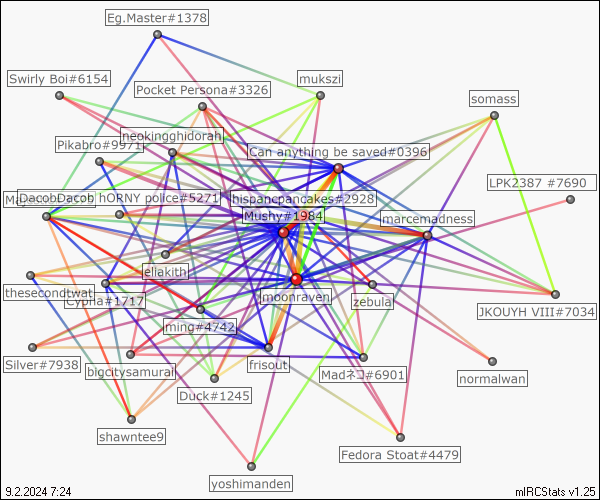 Eg.Master#1378
Swirly Boi#6154
mukszi
Pocket Persona#3326
somass
neokingghidorah
Pikabro#9971
Can anything be saved#0396
LPK2387 #7690
DacobDacob
hORNY police#5271
hispancpancakes#2928
Mushy#1984
marcemadness
eliakith
thesecondtwat
Cypria#1717
moonraven
zebula
JKOUYH VIII#7034
ming#4742
Silver#7938
bigcitysamurai
frisout
Madネコ#6901
normalwan
Duck#1245
shawntee9
Fedora Stoat#4479
yoshimanden
9.2.2024 7:24
mIRCStats v1.25